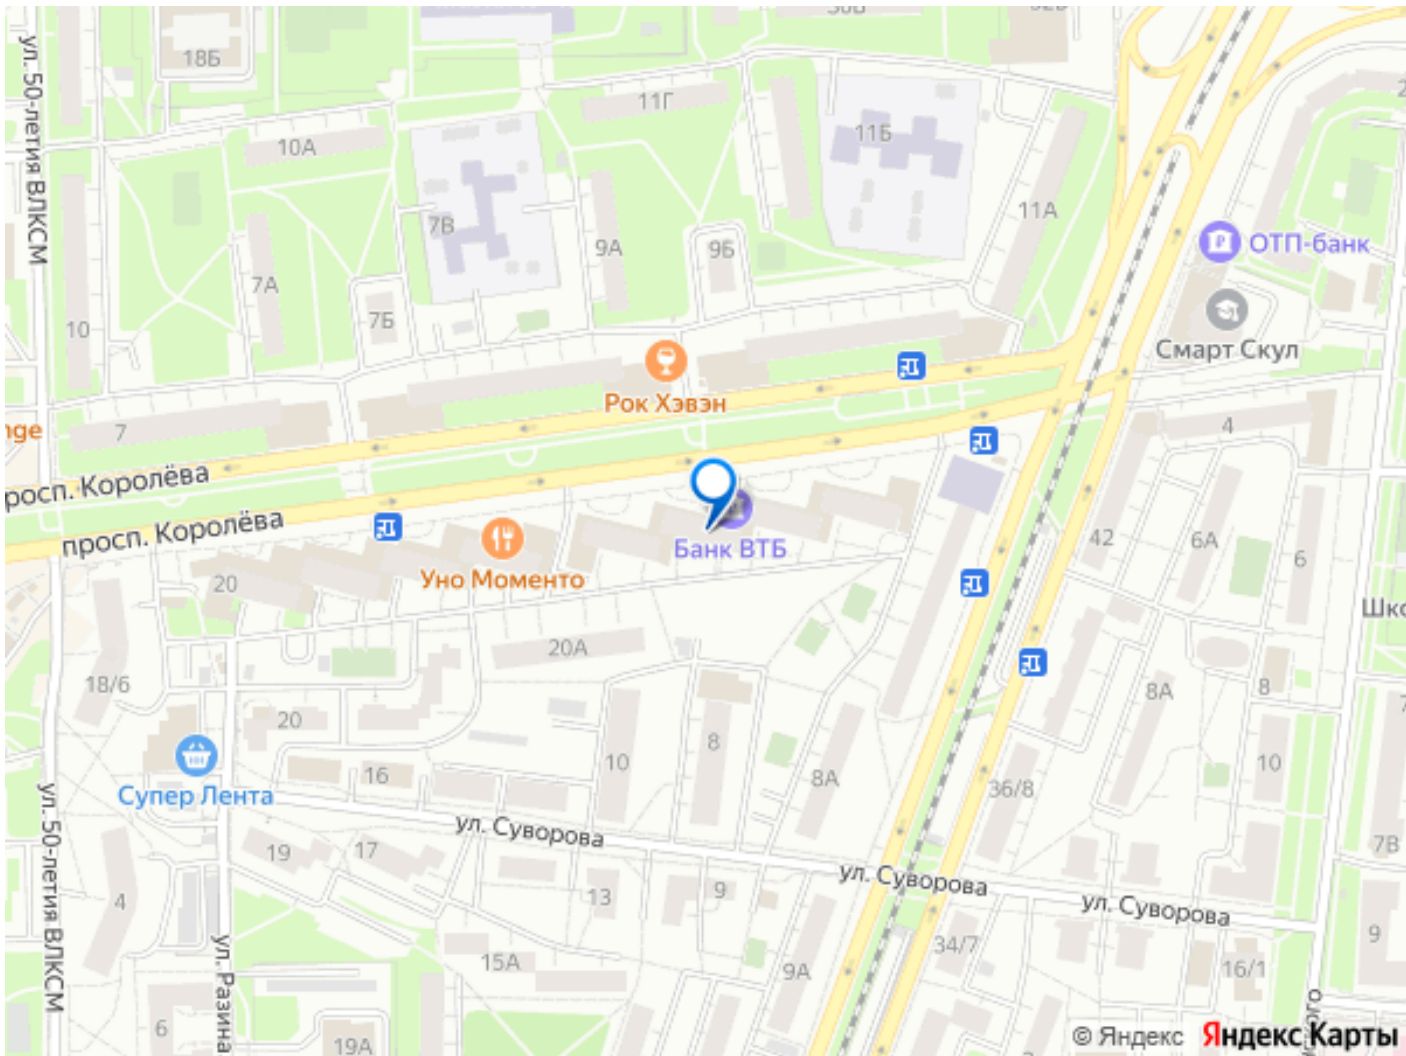 18Б
ул. 50-летия ВЛКСМ
11Г
10А
11Б
7В
9А
9Б
11А
ОТП-банк
7А
7Б
10
Смарт Скул
Рок Хэвэн
nge
7
4
просп. Королёва
просп. Королёва
Банк ВТБ
Уно Моменто
42
6А
6
20
20А
18/6
8А
8
20
8
10
10
16
8А
36/8
Супер Лента
ул. Суворова
ул. 50-летия ВЛКСМ
19
17
7В
ул. Суворова
13
9
4
ул. Суворова
9
34/7
15А
9А
16/1
ул. Разина
6
19А
© Яндекс Яндекс Карты